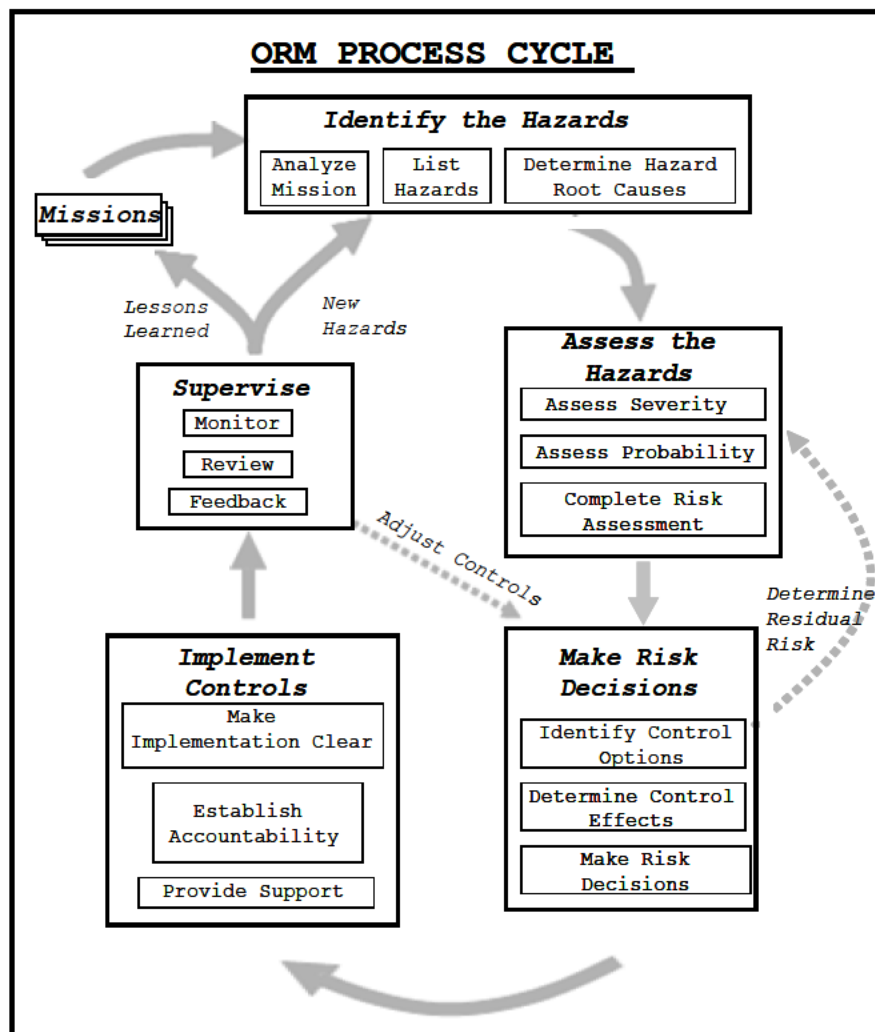 ORM PROCESS CYCLE
Identify the Hazards
Analyze
Mission
List
Hazards
Determine Hazard
Root Causes
Missions
Lessons
Learned
New
Hazards
Assess the
Hazards
Assess Severity
Assess Probability
Complete Risk
Assessment
Supervise
Monitor
Review
Feedback
Adjust Controls
Determine
Residual
Risk
Implement
Controls
Make
Implementation Clear
Establish
Accountability
Provide Support
Make Risk
Decisions
Identify Control
Options
Determine Control
Effects
Make Risk
Decisions